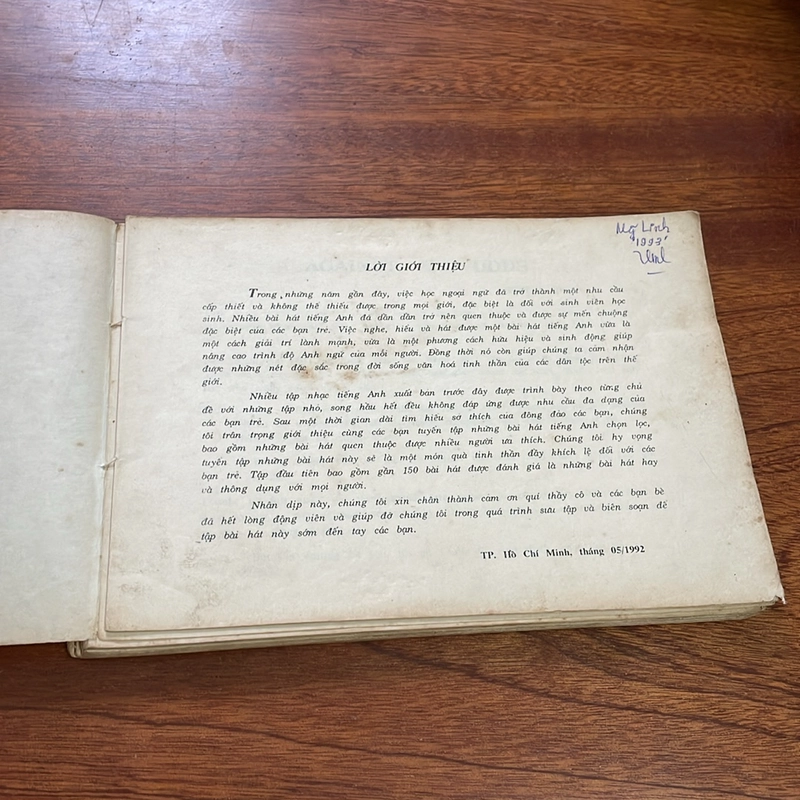 Mỹ Linh
1993
LỜI GIỚI THIỆU
Trong những năm gần đây, việc học ngoại ngữ đã trở thành một nhu cầu
cấp thiết và không thể thiếu được trong mọi giới, đặc biệt là đối với sinh viên học
sinh. Nhiều bài hát tiếng Anh đã dần dần trở nên quen thuộc và được sự mến chuộng
đặc biệt của các bạn trẻ. Việc nghe, hiểu và hát được một bài hát tiếng Anh vừa là
một cách giải trí lành mạnh, vừa là một phương cách hữu hiệu và sinh động giúp
nâng cao trình độ Anh ngữ của mỗi người. Đồng thời nó còn giúp chúng ta cảm nhận
được những nét đặc sắc trong đời sống văn hoá tinh thần của các dân tộc trên thế
giới.
Nhiều tập nhạc tiếng Anh xuất bản trước đây được trình bày theo từng chủ
đề với những tập nhỏ, song hầu hết đều không đáp ứng được nhu cầu đa dạng của
các bạn trẻ. Sau một thời gian dài tìm hiểu sở thích của đông đảo các bạn, chúng
tôi trân trọng giới thiệu cùng các bạn tuyển tập những bài hát tiếng Anh chọn lọc,
bao gồm những bài hát quen thuộc được nhiều người ưa thích. Chúng tôi hy vọng
tuyển tập những bài hát này sẽ là một món quà tinh thần đầy khích lệ đối với các
bạn trẻ. Tập đầu tiên bao gồm gần 150 bài hát được đánh giá là những bài hát hay
và thông dụng với mọi người.
Nhân dịp này, chúng tôi xin chân thành cảm ơn quí thầy cô và các bạn bè
đã hết lòng động viên và giúp đỡ chúng tôi trong quá trình sưu tập và biên soạn để
tập bài hát này sớm đến tay các bạn.
TP. Hồ Chí Minh, tháng 05/1992